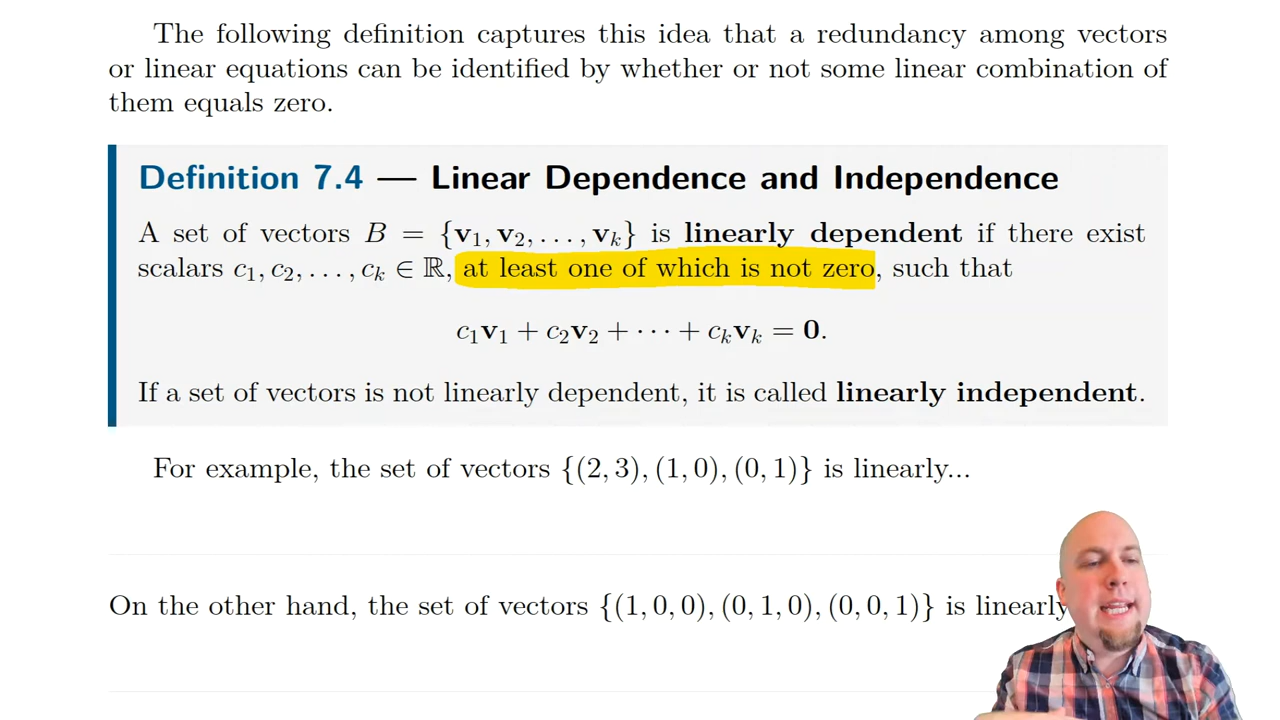 The following definition captures this idea that a redundancy among vectors
or linear equations can be identified by whether or not some linear combination of
them equals zero.
Definition 7.4 — Linear Dependence and Independence
A set of vectors B = {v₁, v₂, . . . , vₖ} is linearly dependent if there exist
scalars c₁, c₂, . . . , cₖ ∈ ℝ, at least one of which is not zero, such that
c₁v₁ + c₂v₂ + · · · + cₖvₖ = 0.
If a set of vectors is not linearly dependent, it is called linearly independent.
For example, the set of vectors {(2, 3), (1, 0), (0, 1)} is linearly...
On the other hand, the set of vectors {(1, 0, 0), (0, 1, 0), (0, 0, 1)} is linearly